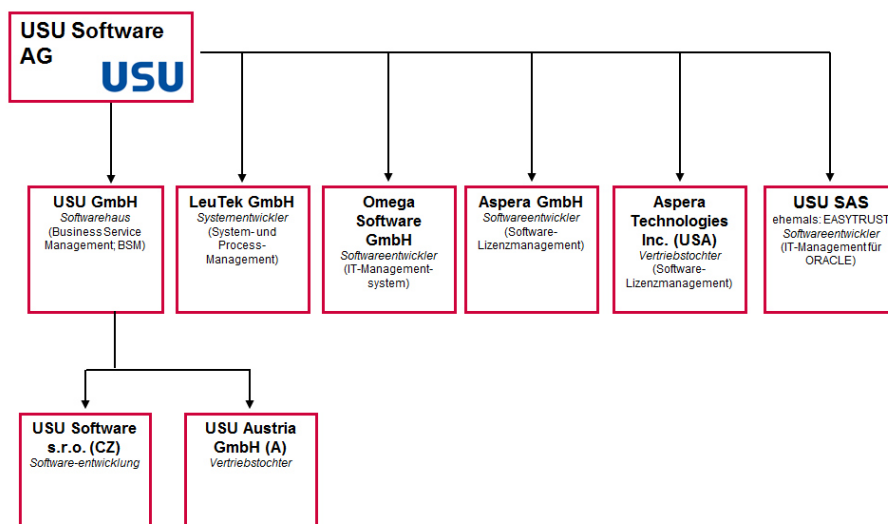 USU Software
AG
USU
USU GmbH
Softwarehaus
(Business Service
Management; BSM)
LeuTek GmbH
Systementwickler
(System- und
Process-
Management)
Omega
Software
GmbH
Softwareentwickler
(IT-Management-
system)
Aspera GmbH
Softwareentwickler
(Software-
Lizenzmanagement)
Aspera
Technologies
Inc. (USA)
Vertriebstochter
(Software-
Lizenzmanagement)
USU SAS
ehemals: EASYTRUST
Softwareentwickler
(IT-Management für
ORACLE)
USU Software
s.r.o. (CZ)
Software-entwicklung
USU Austria
GmbH (A)
Vertriebstochter